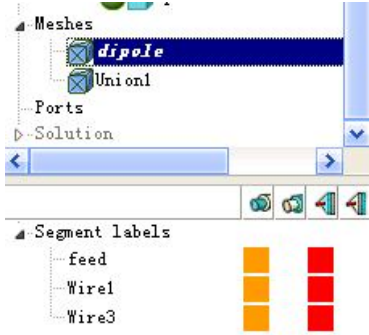 Meshes
dipole
Union1
Ports
Solution
Segment labels
feed
Wire1
Wire3